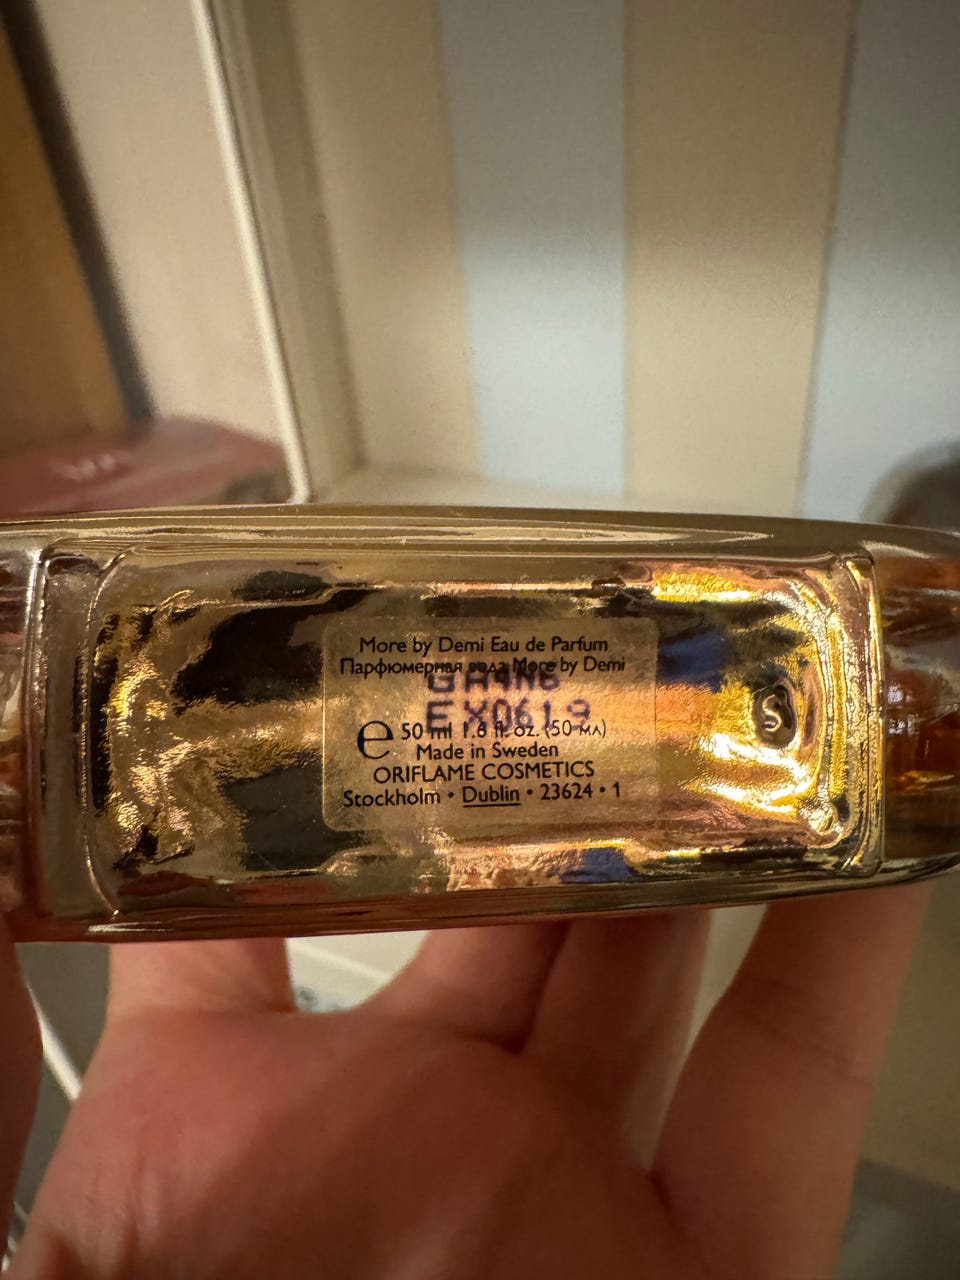 More by Demi Eau de Parfum
Парфюмерная вода More by Demi
EX0619
e 50 ml 1.6 fl. oz. (50 мл)
Made in Sweden
ORIFLAME COSMETICS
Stockholm • Dublin • 23624 • 1